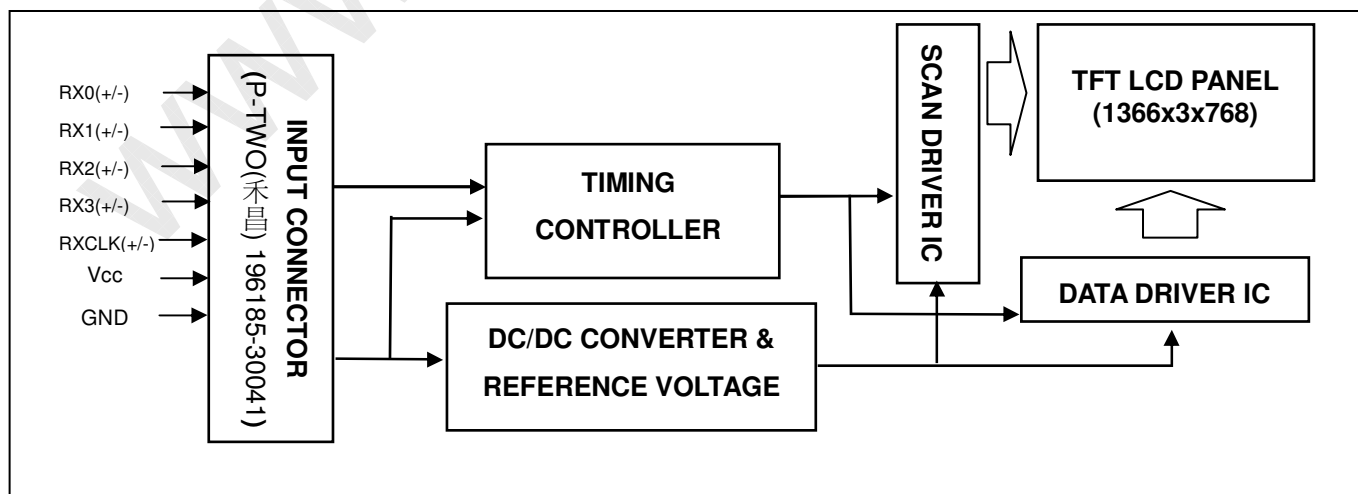 RX0(+/-)
RX1(+/-)
RX2(+/-)
RX3(+/-)
RXCLK(+/-)
Vcc
GND
INPUT CONNECTOR
(P-TWO(禾昌) 196185-30041)
TIMING
CONTROLLER
DC/DC CONVERTER &
REFERENCE VOLTAGE
SCAN DRIVER IC
TFT LCD PANEL
(1366x3x768)
DATA DRIVER IC